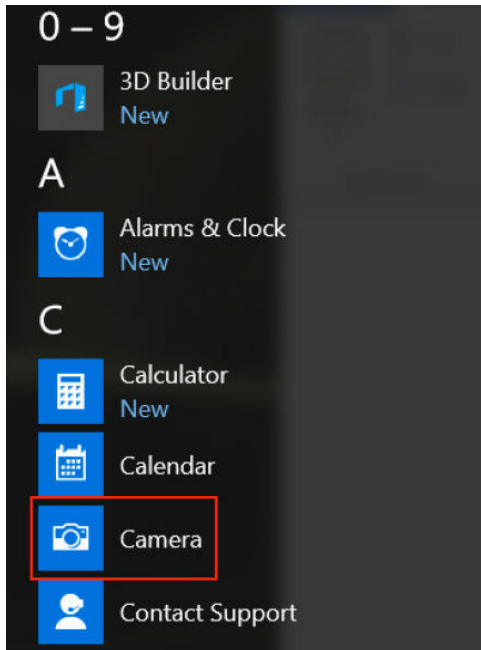 0 – 9
3D Builder
New
A
Alarms & Clock
New
C
Calculator
New
Calendar
Camera
Contact Support